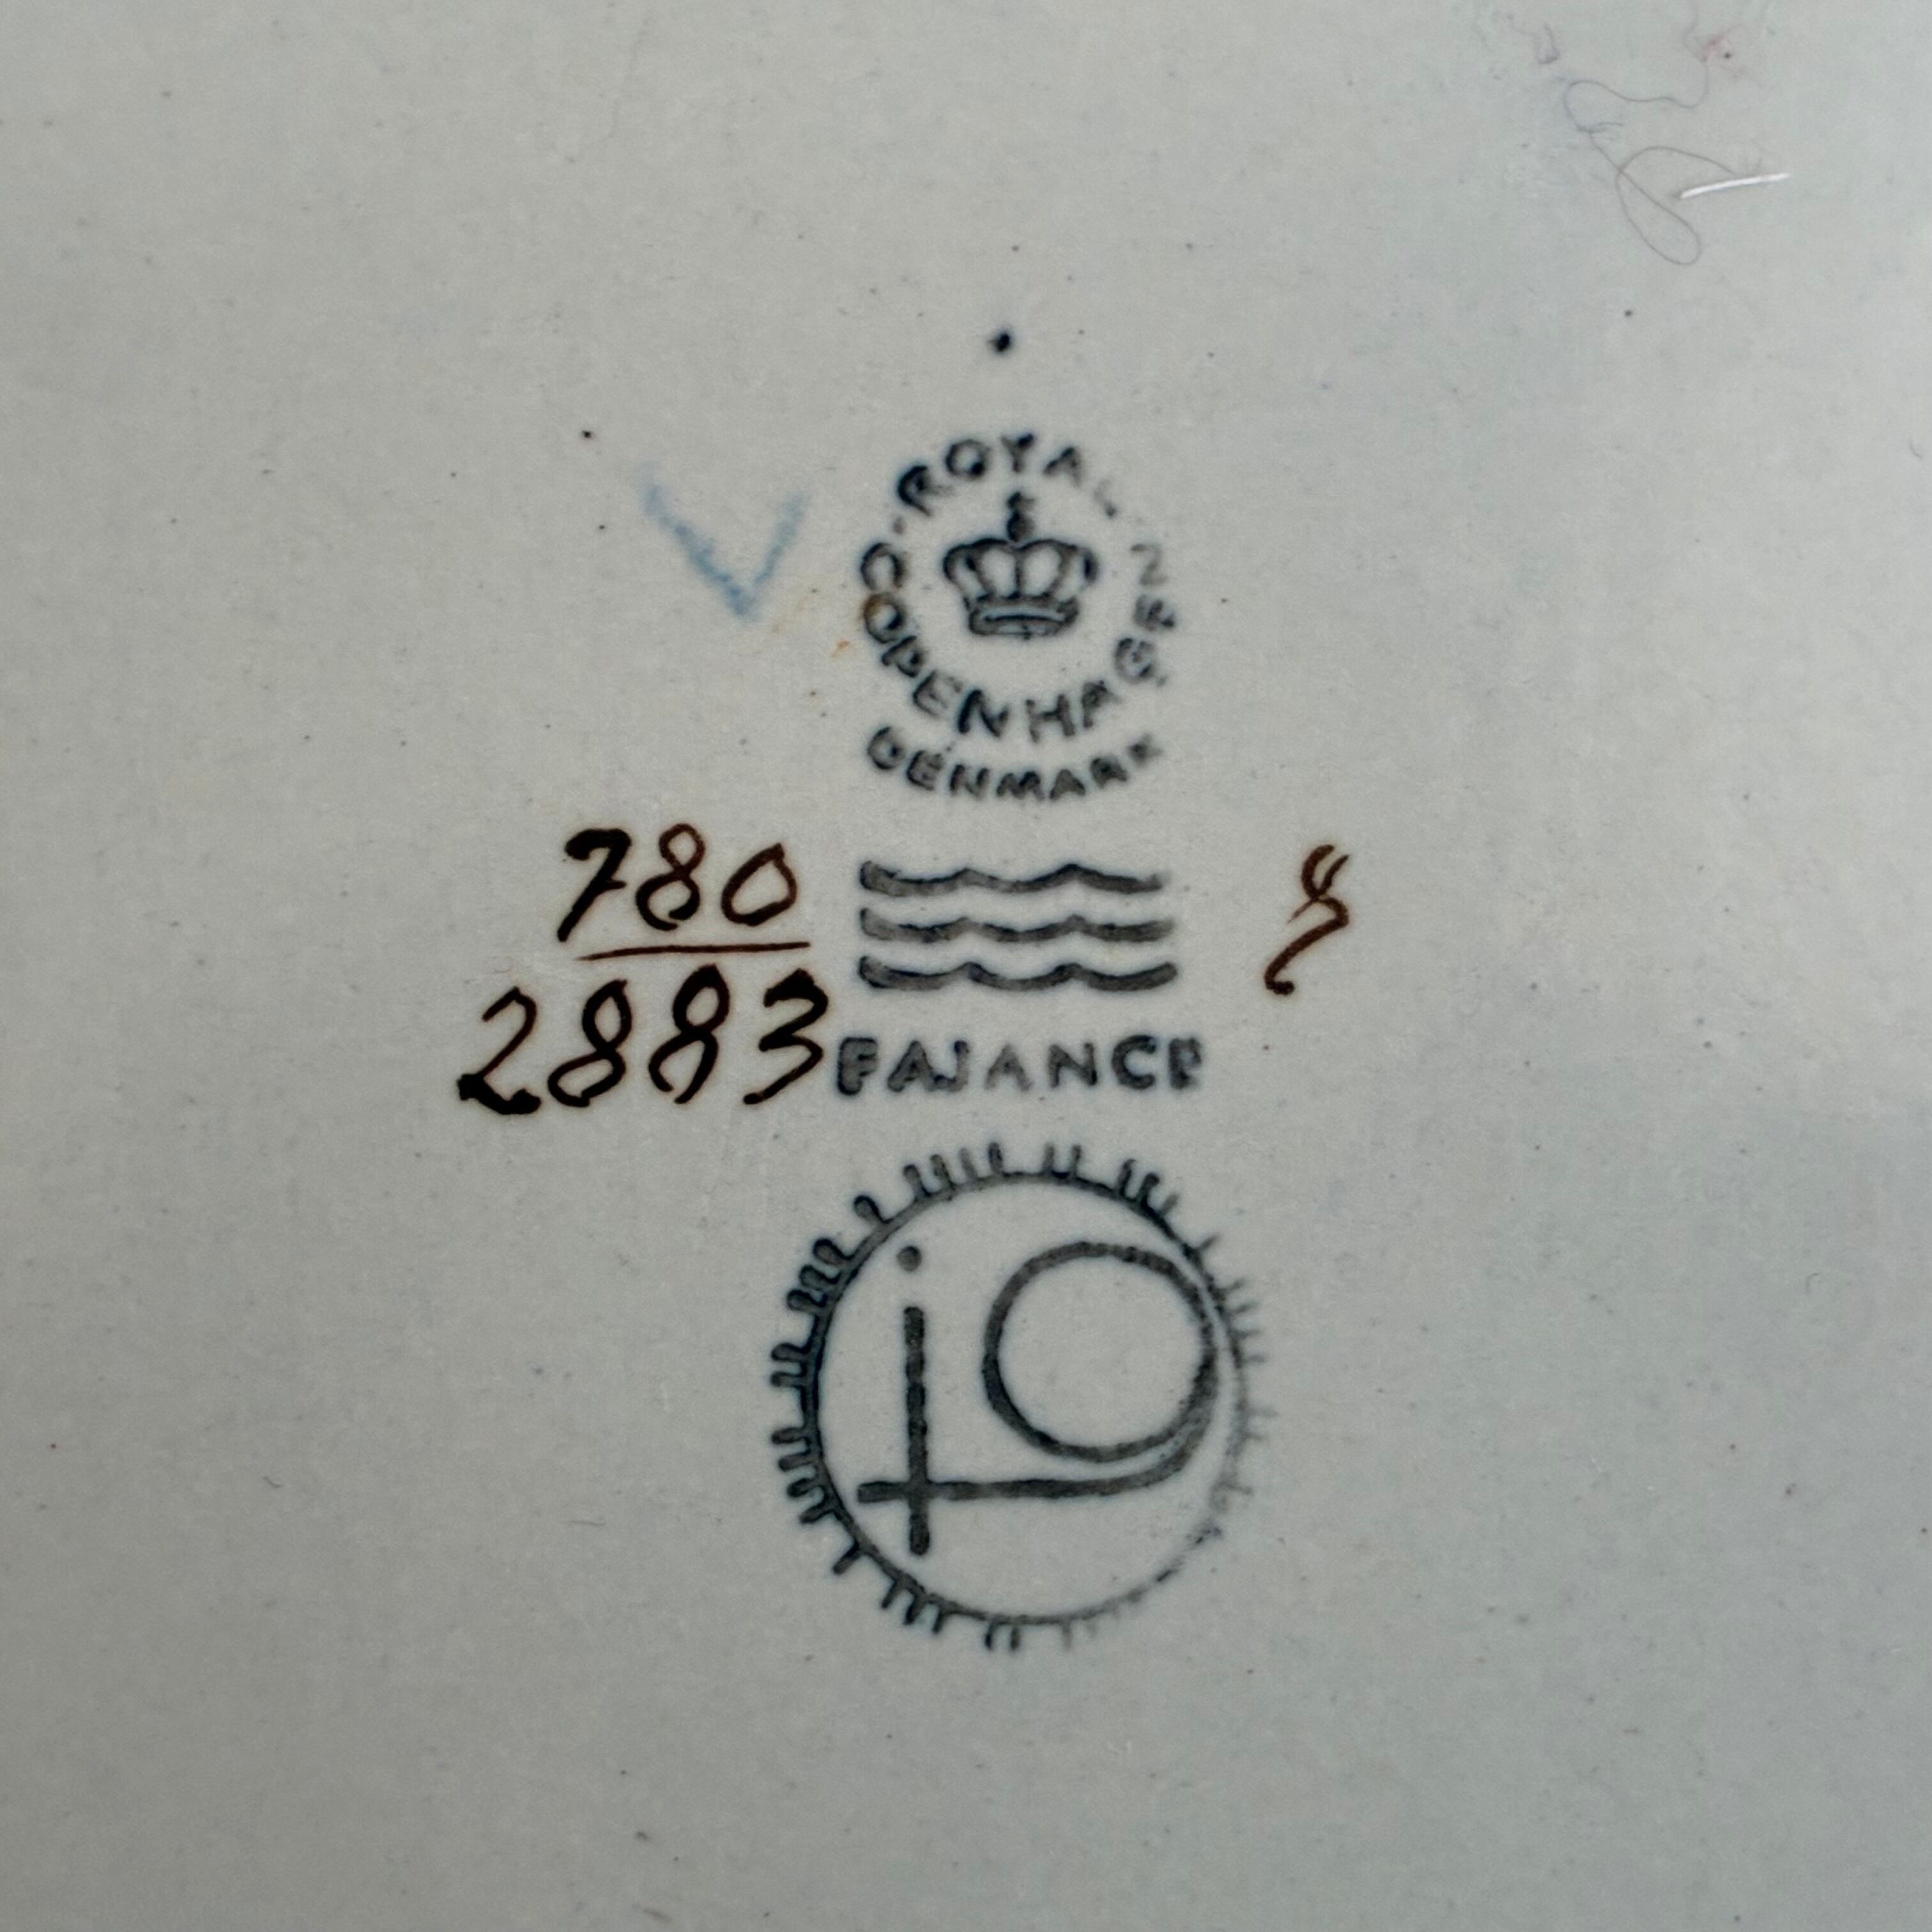 ROYAL
COPENHAGEN
DENMARK
780
2883
FAJANCE